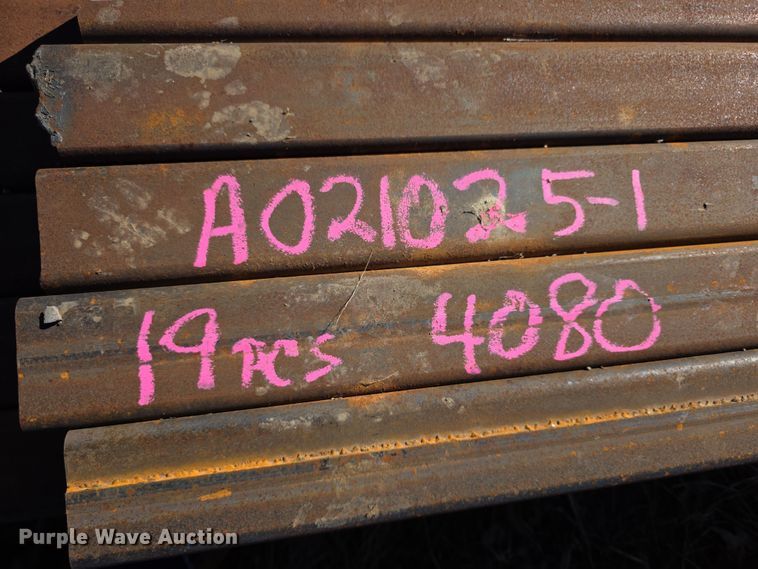 A021025-1
19 PCS 4080
Purple Wave Auction